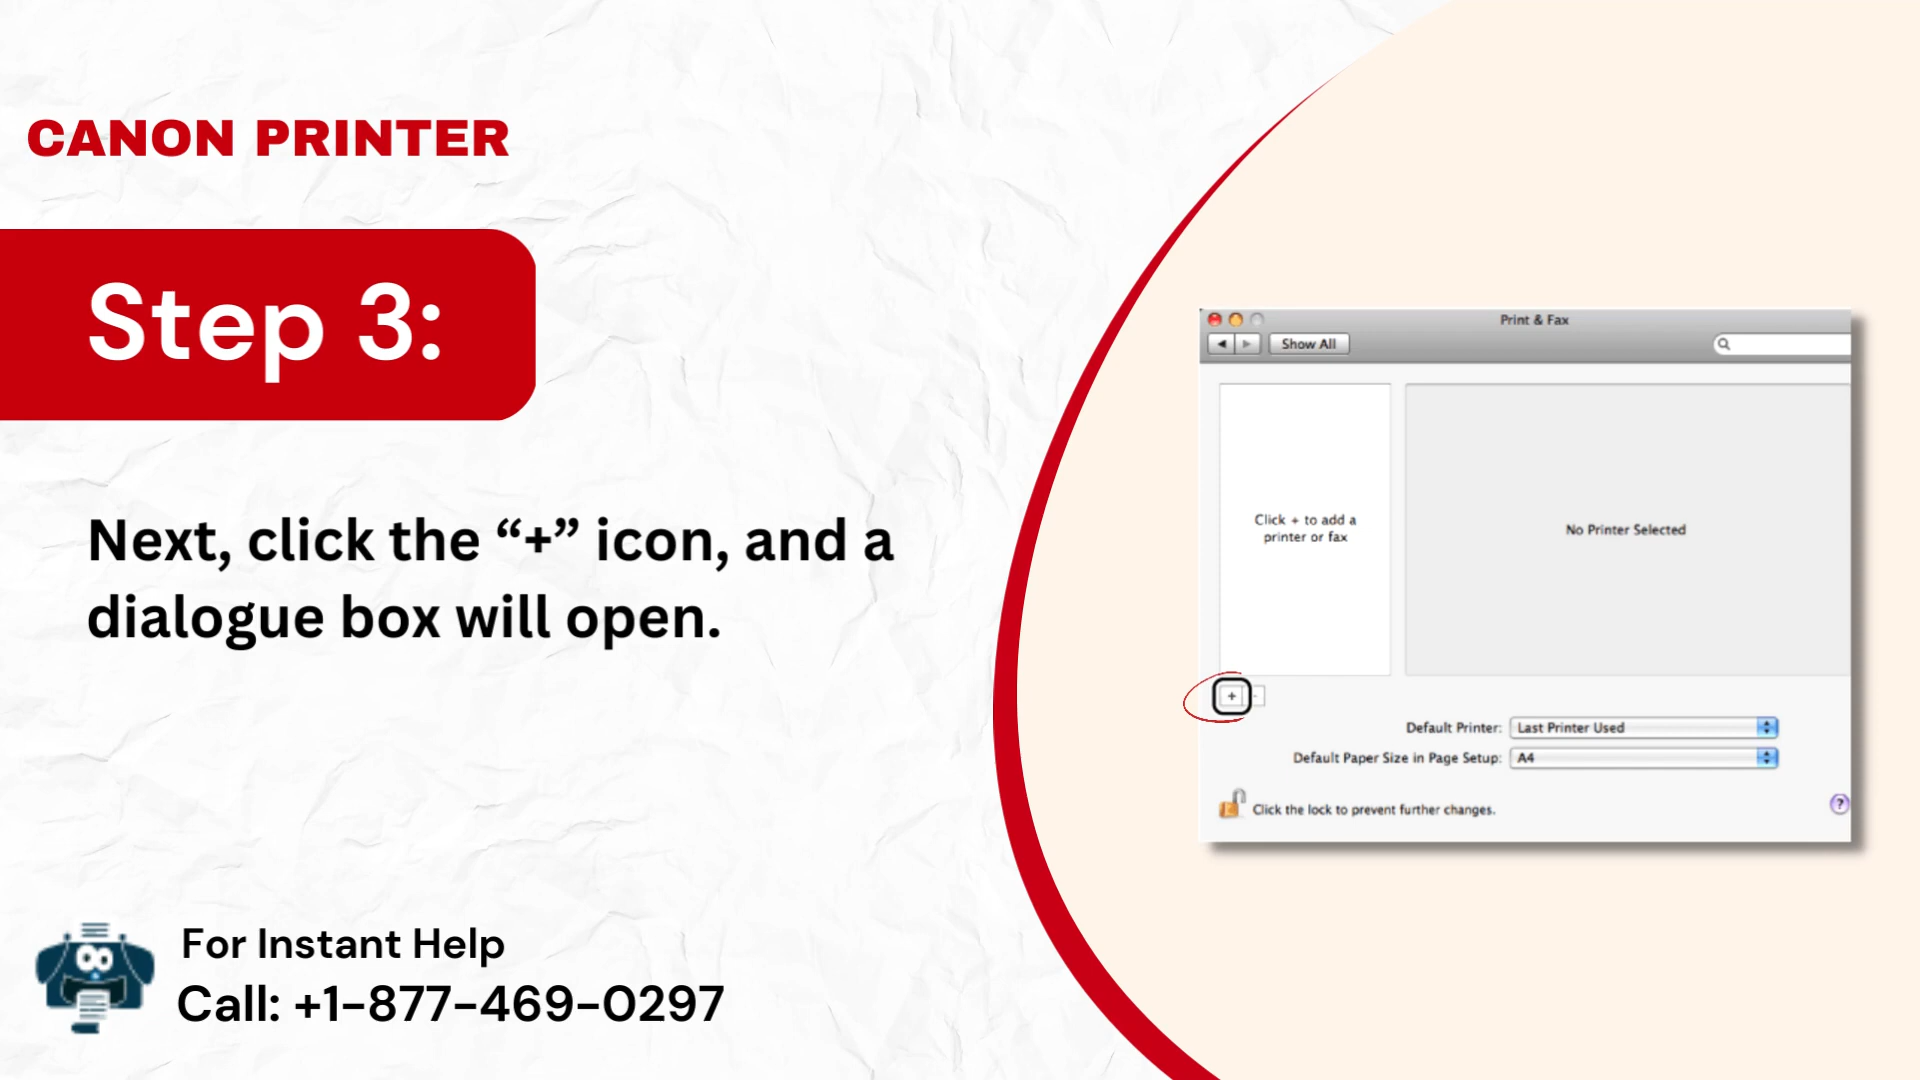 CANON PRINTER
Step 3:
Next, click the “+” icon, and a
dialogue box will open.
For Instant Help
Call: +1-877-469-0297
Print & Fax
Show All
Click + to add a
printer or fax
No Printer Selected
+ -
Default Printer: Last Printer Used
Default Paper Size in Page Setup: A4
Click the lock to prevent further changes.
?